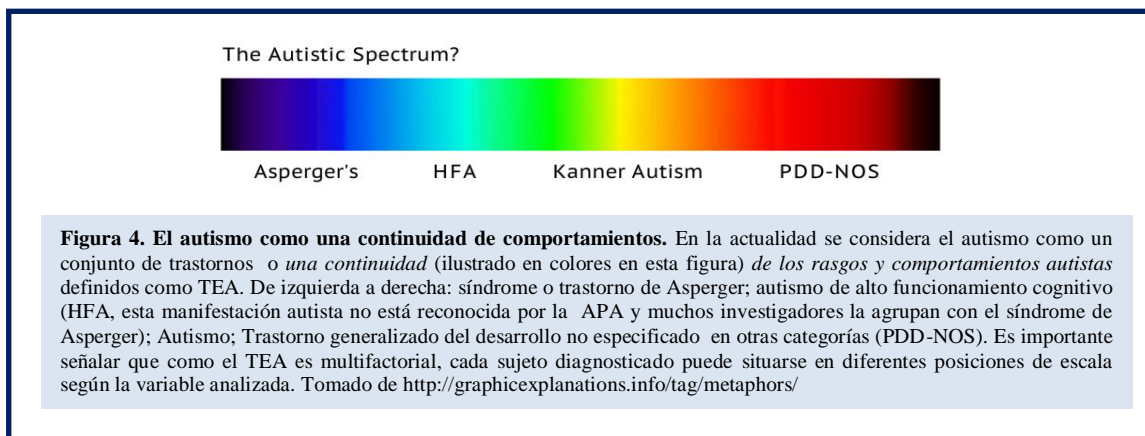 The Autistic Spectrum?
Asperger's HFA Kanner Autism PDD-NOS
Figura 4. El autismo como una continuidad de comportamientos. En la actualidad se considera el autismo como un
conjunto de trastornos o una continuidad (ilustrado en colores en esta figura) de los rasgos y comportamientos autistas
definidos como TEA. De izquierda a derecha: síndrome o trastorno de Asperger; autismo de alto funcionamiento cognitivo
(HFA, esta manifestación autista no está reconocida por la APA y muchos investigadores la agrupan con el síndrome de
Asperger); Autismo; Trastorno generalizado del desarrollo no especificado en otras categorías (PDD-NOS). Es importante
señalar que como el TEA es multifactorial, cada sujeto diagnosticado puede situarse en diferentes posiciones de escala
según la variable analizada. Tomado de http://graphicexplanations.info/tag/metaphors/